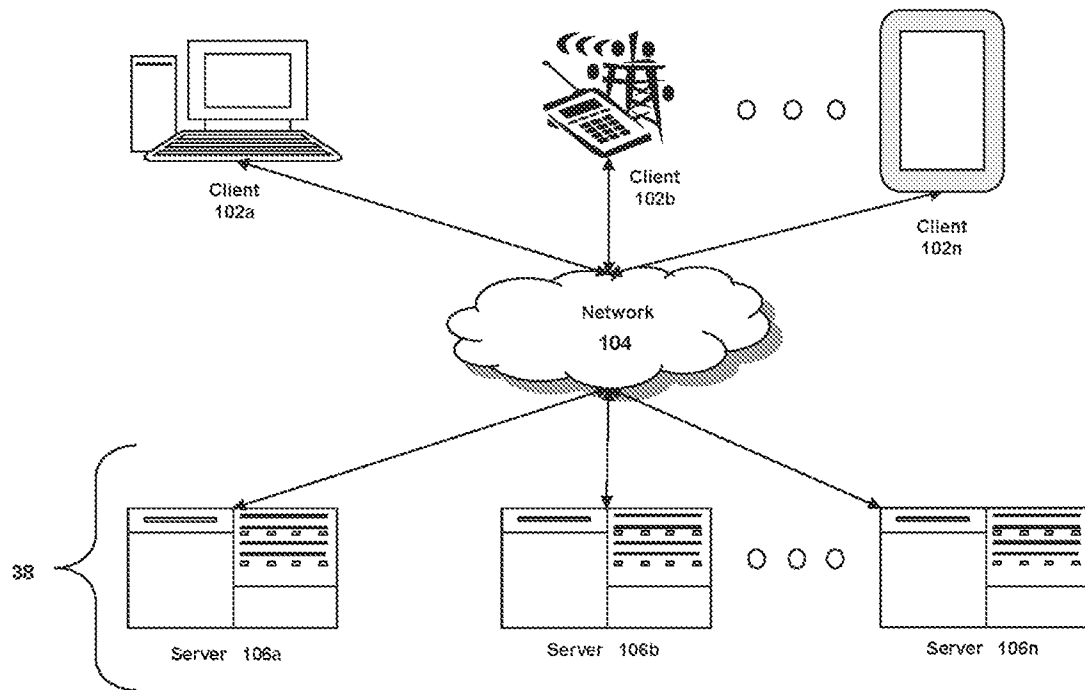 Client
102a
Client
102b
Client
102n
Network
104
38
Server 106a
Server 106b
Server 106n